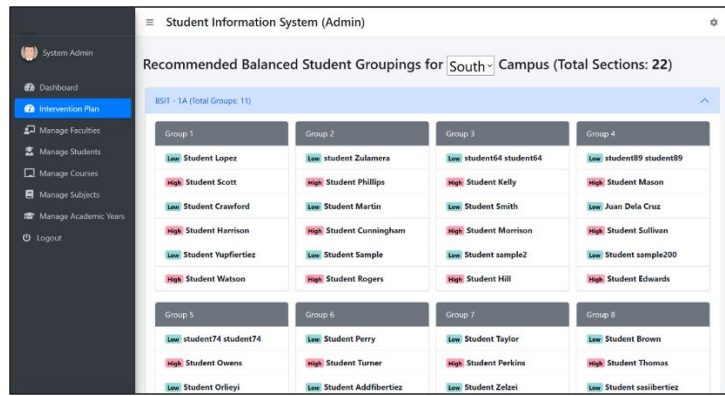 Student Information System (Admin)
System Admin
Dashboard
Intervention Plan
Manage Faculties
Manage Students
Manage Courses
Manage Subjects
Manage Academic Years
Logout
Recommended Balanced Student Groupings for South Campus (Total Sections: 22)
BSIT - 1A (Total Groups: 11)
Group 1
Low Student Lopez
High Student Scott
Low Student Crawford
High Student Harrison
Low Student Yupfiertiez
High Student Watson
Group 2
Low student Zulamera
High Student Phillips
Low Student Martin
High Student Cunningham
Low Student Sample
High Student Rogers
Group 3
Low student64 student64
High Student Kelly
Low Student Smith
High Student Morrison
Low Student sample2
High Student Hill
Group 4
Low student89 student89
High Student Mason
Low Juan Dela Cruz
High Student Sullivan
Low Student sample200
High Student Edwards
Group 5
Low student74 student74
High Student Owens
Low Student Orlieyi
Group 6
Low Student Perry
High Student Turner
Low Student Addfibertiez
Group 7
Low Student Taylor
High Student Perkins
Low Student Zelzei
Group 8
Low Student Brown
High Student Thomas
Low Student sasiibertiez